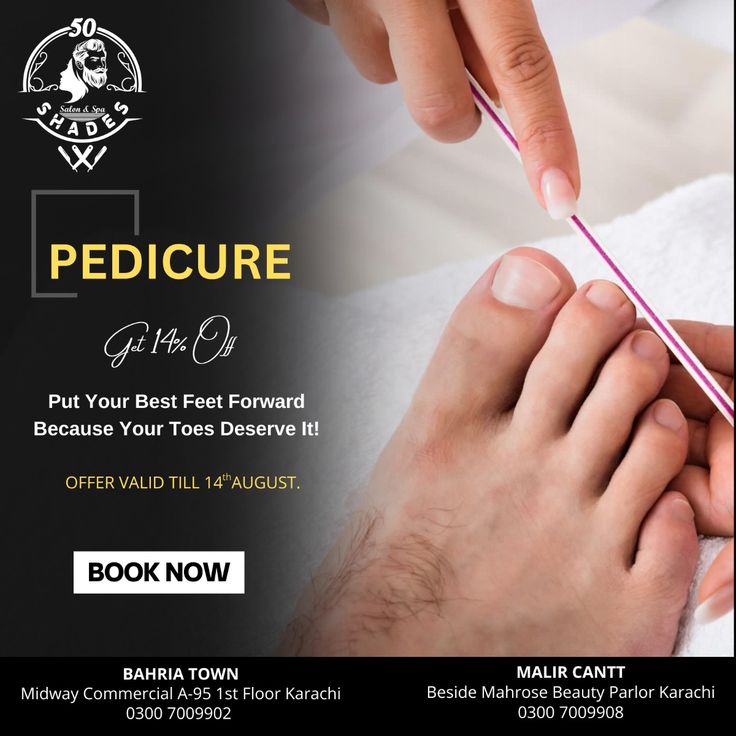 50
Salon & Spa
SHADES
PEDICURE
Get 14% Off
Put Your Best Feet Forward
Because Your Toes Deserve It!
OFFER VALID TILL 14th AUGUST.
BOOK NOW
BAHRIA TOWN
Midway Commercial A-95 1st Floor Karachi
0300 7009902
MALIR CANTT
Beside Mahrose Beauty Parlor Karachi
0300 7009908